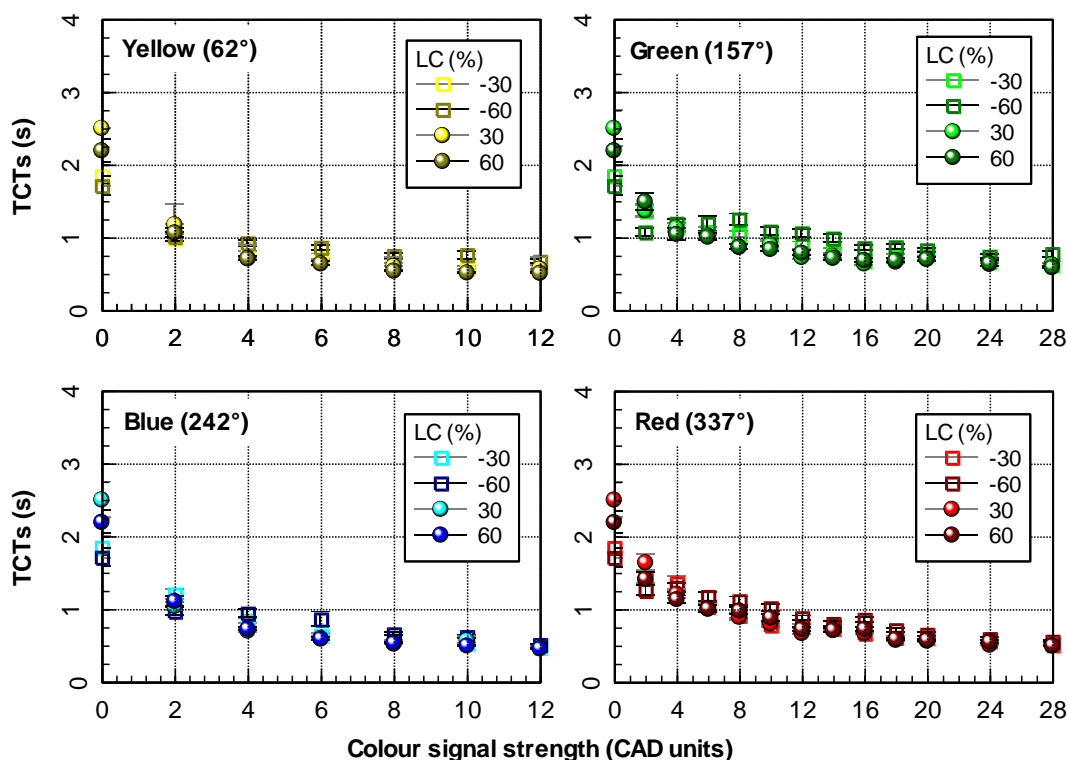 Yellow (62°)
LC (%)
-30
-60
30
60
TCTs (s)
0
1
2
3
4
0 2 4 6 8 10 12
Green (157°)
LC (%)
-30
-60
30
60
0
1
2
3
4
0 4 8 12 16 20 24 28
Blue (242°)
LC (%)
-30
-60
30
60
TCTs (s)
0
1
2
3
4
0 2 4 6 8 10 12
Red (337°)
LC (%)
-30
-60
30
60
0
1
2
3
4
0 4 8 12 16 20 24 28
Colour signal strength (CAD units)